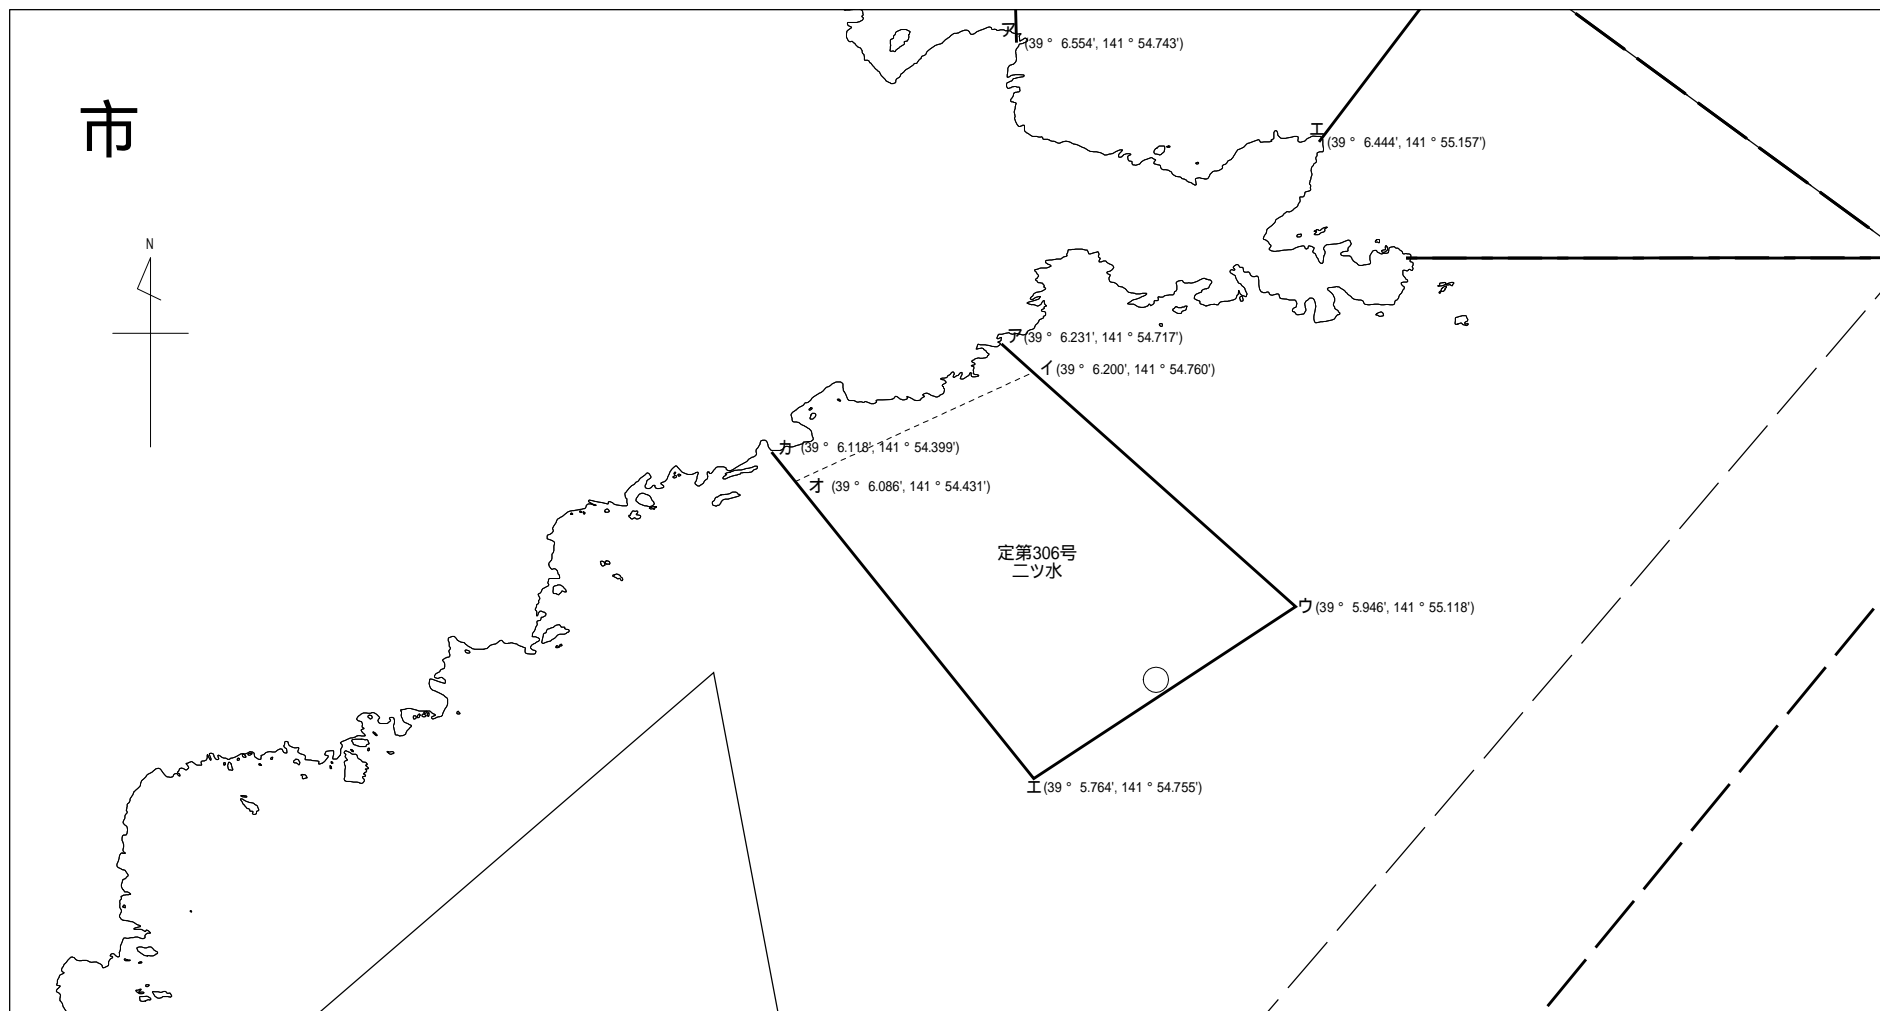 ア
(39 ° 6.554', 141 ° 54.743')
市
エ
(39 ° 6.444', 141 ° 55.157')
N
ア (39 ° 6.231', 141 ° 54.717')
イ (39 ° 6.200', 141 ° 54.760')
カ (39 ° 6.118', 141 ° 54.399')
オ (39 ° 6.086', 141 ° 54.431')
定第306号
二ツ水
ウ (39 ° 5.946', 141 ° 55.118')
エ (39 ° 5.764', 141 ° 54.755')